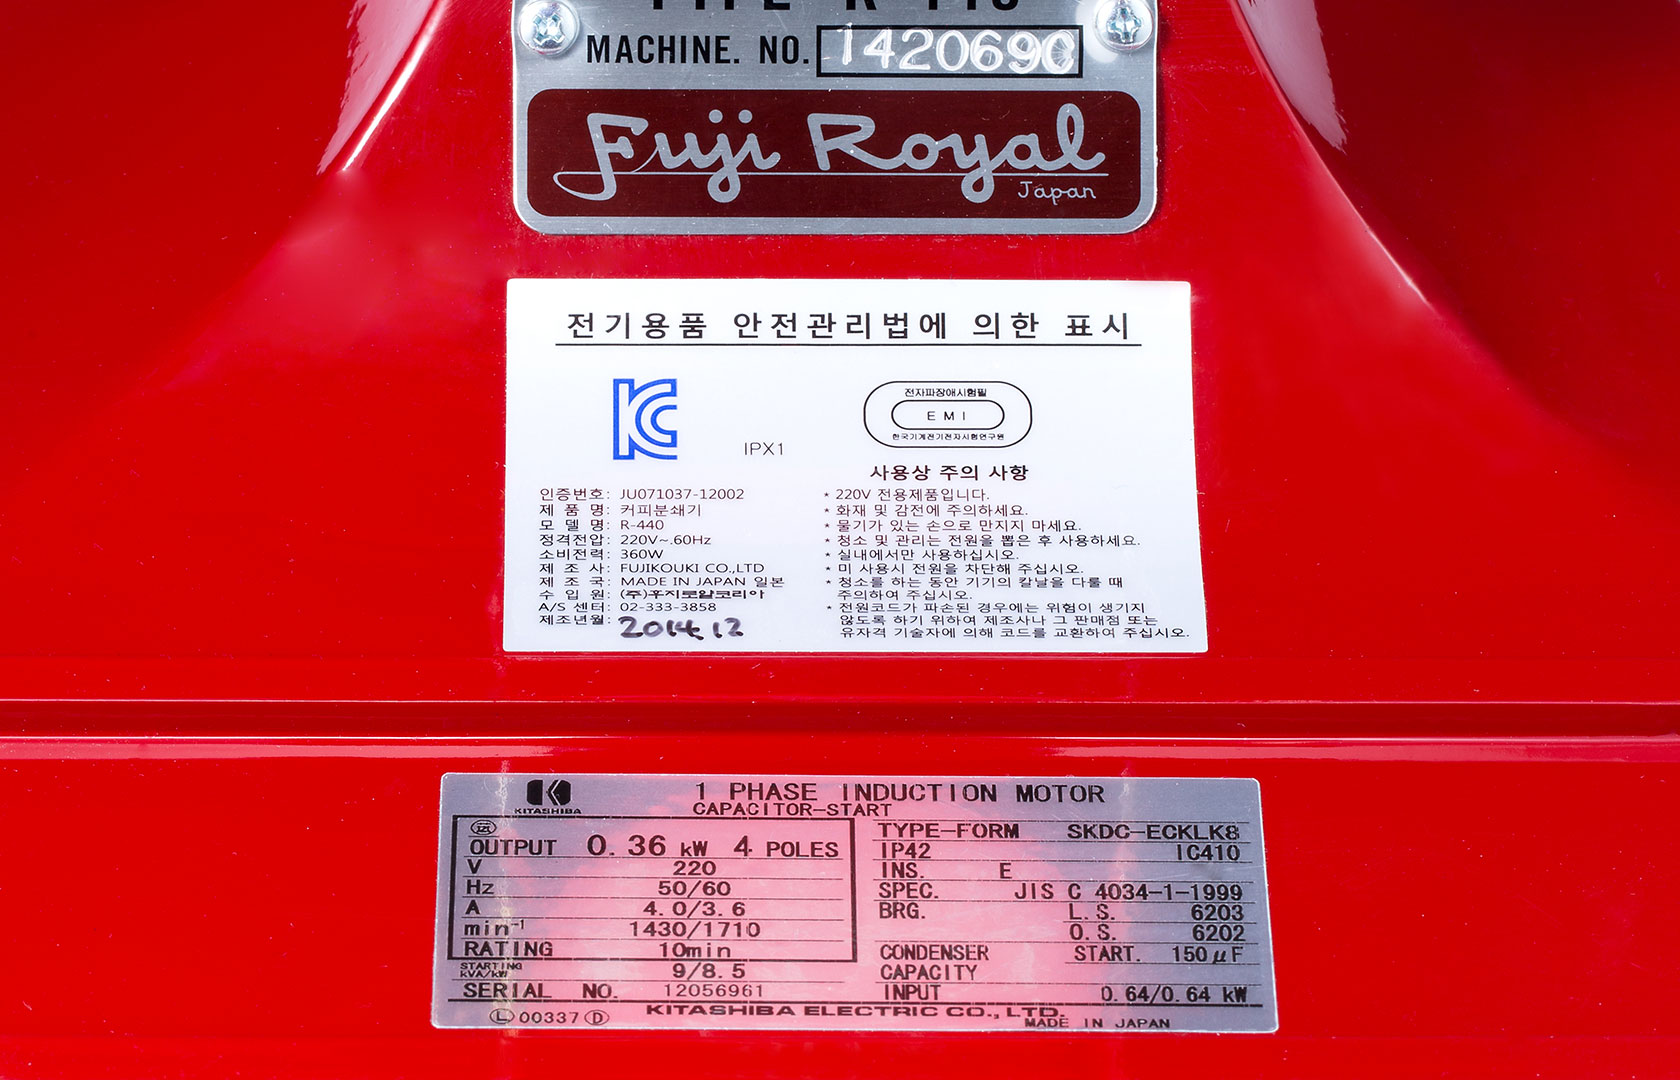 TYPE R-440
MACHINE. NO. 1420690
Fuji Royal
Japan
전기용품 안전관리법에 의한 표시
KC
IPX1
전자파장애시험필
EMI
한국기계전기전자시험연구원
사용상 주의 사항
인증번호: JU071037-12002
제 품 명: 커피분쇄기
모 델 명: R-440
정격전압: 220V~.60Hz
소비전력: 360W
제 조 사: FUJIKOUKI CO.,LTD
제 조 국: MADE IN JAPAN 일본
수 입 원: (주)후지로얄코리아
A/S 센터: 02-333-3858
제조년월: 2014.12
* 220V 전용제품입니다.
* 화재 및 감전에 주의하세요.
* 물기가 있는 손으로 만지지 마세요.
* 청소 및 관리는 전원을 뽑은 후 사용하세요.
* 실내에서만 사용하십시오.
* 미 사용시 전원을 차단해 주십시오.
* 청소를 하는 동안 기기의 칼날을 다룰 때
주의하여 주십시오.
* 전원코드가 파손된 경우에는 위험이 생기지
않도록 하기 위하여 제조사나 그 판매점 또는
유자격 기술자에 의해 코드를 교환하여 주십시오.
KITASHIBA
1 PHASE INDUCTION MOTOR
CAPACITOR-START
OUTPUT 0.36 kW 4 POLES
V 220
Hz 50/60
A 4.0/3.6
min⁻¹ 1430/1710
RATING 10min
STARTING kVA/kW 9/8.5
SERIAL NO. 12056961
TYPE-FORM SKDC-ECKLK8
IP42 IC410
INS. E
SPEC. JIS C 4034-1-1999
BRG. L.S. 6203
O.S. 6202
CONDENSER START. 150μF
CAPACITY
INPUT 0.64/0.64 kW
Ⓛ00337Ⓓ KITASHIBA ELECTRIC CO., LTD.
MADE IN JAPAN